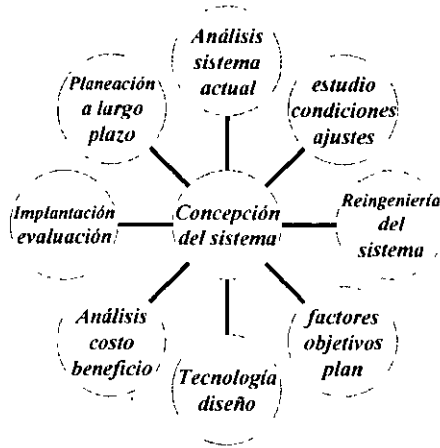 Análisis
sistema
actual
estudio
condiciones
ajustes
Reingeniería
del
sistema
factores
objetivos
plan
Tecnología
diseño
Análisis
costo
beneficio
Implantación
evaluación
Planeación
a largo
plazo
Concepción
del sistema